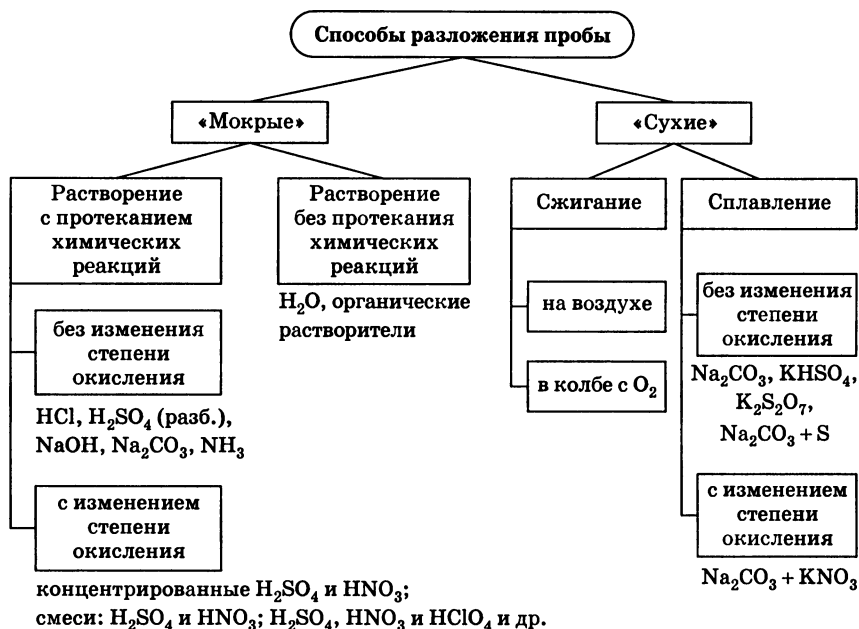 Способы разложения пробы
«Мокрые»
«Сухие»
Растворение
с протеканием
химических
реакций
Растворение
без протекания
химических
реакций
Сжигание
Сплавление
H₂O, органические
растворители
без изменения
степени
окисления
HCl, H₂SO₄ (разб.),
NaOH, Na₂CO₃, NH₃
с изменением
степени
окисления
концентрированные H₂SO₄ и HNO₃;
смеси: H₂SO₄ и HNO₃; H₂SO₄, HNO₃ и HClO₄ и др.
на воздухе
в колбе с O₂
без изменения
степени
окисления
Na₂CO₃, KHSO₄,
K₂S₂O₇,
Na₂CO₃ + S
с изменением
степени
окисления
Na₂CO₃ + KNO₃